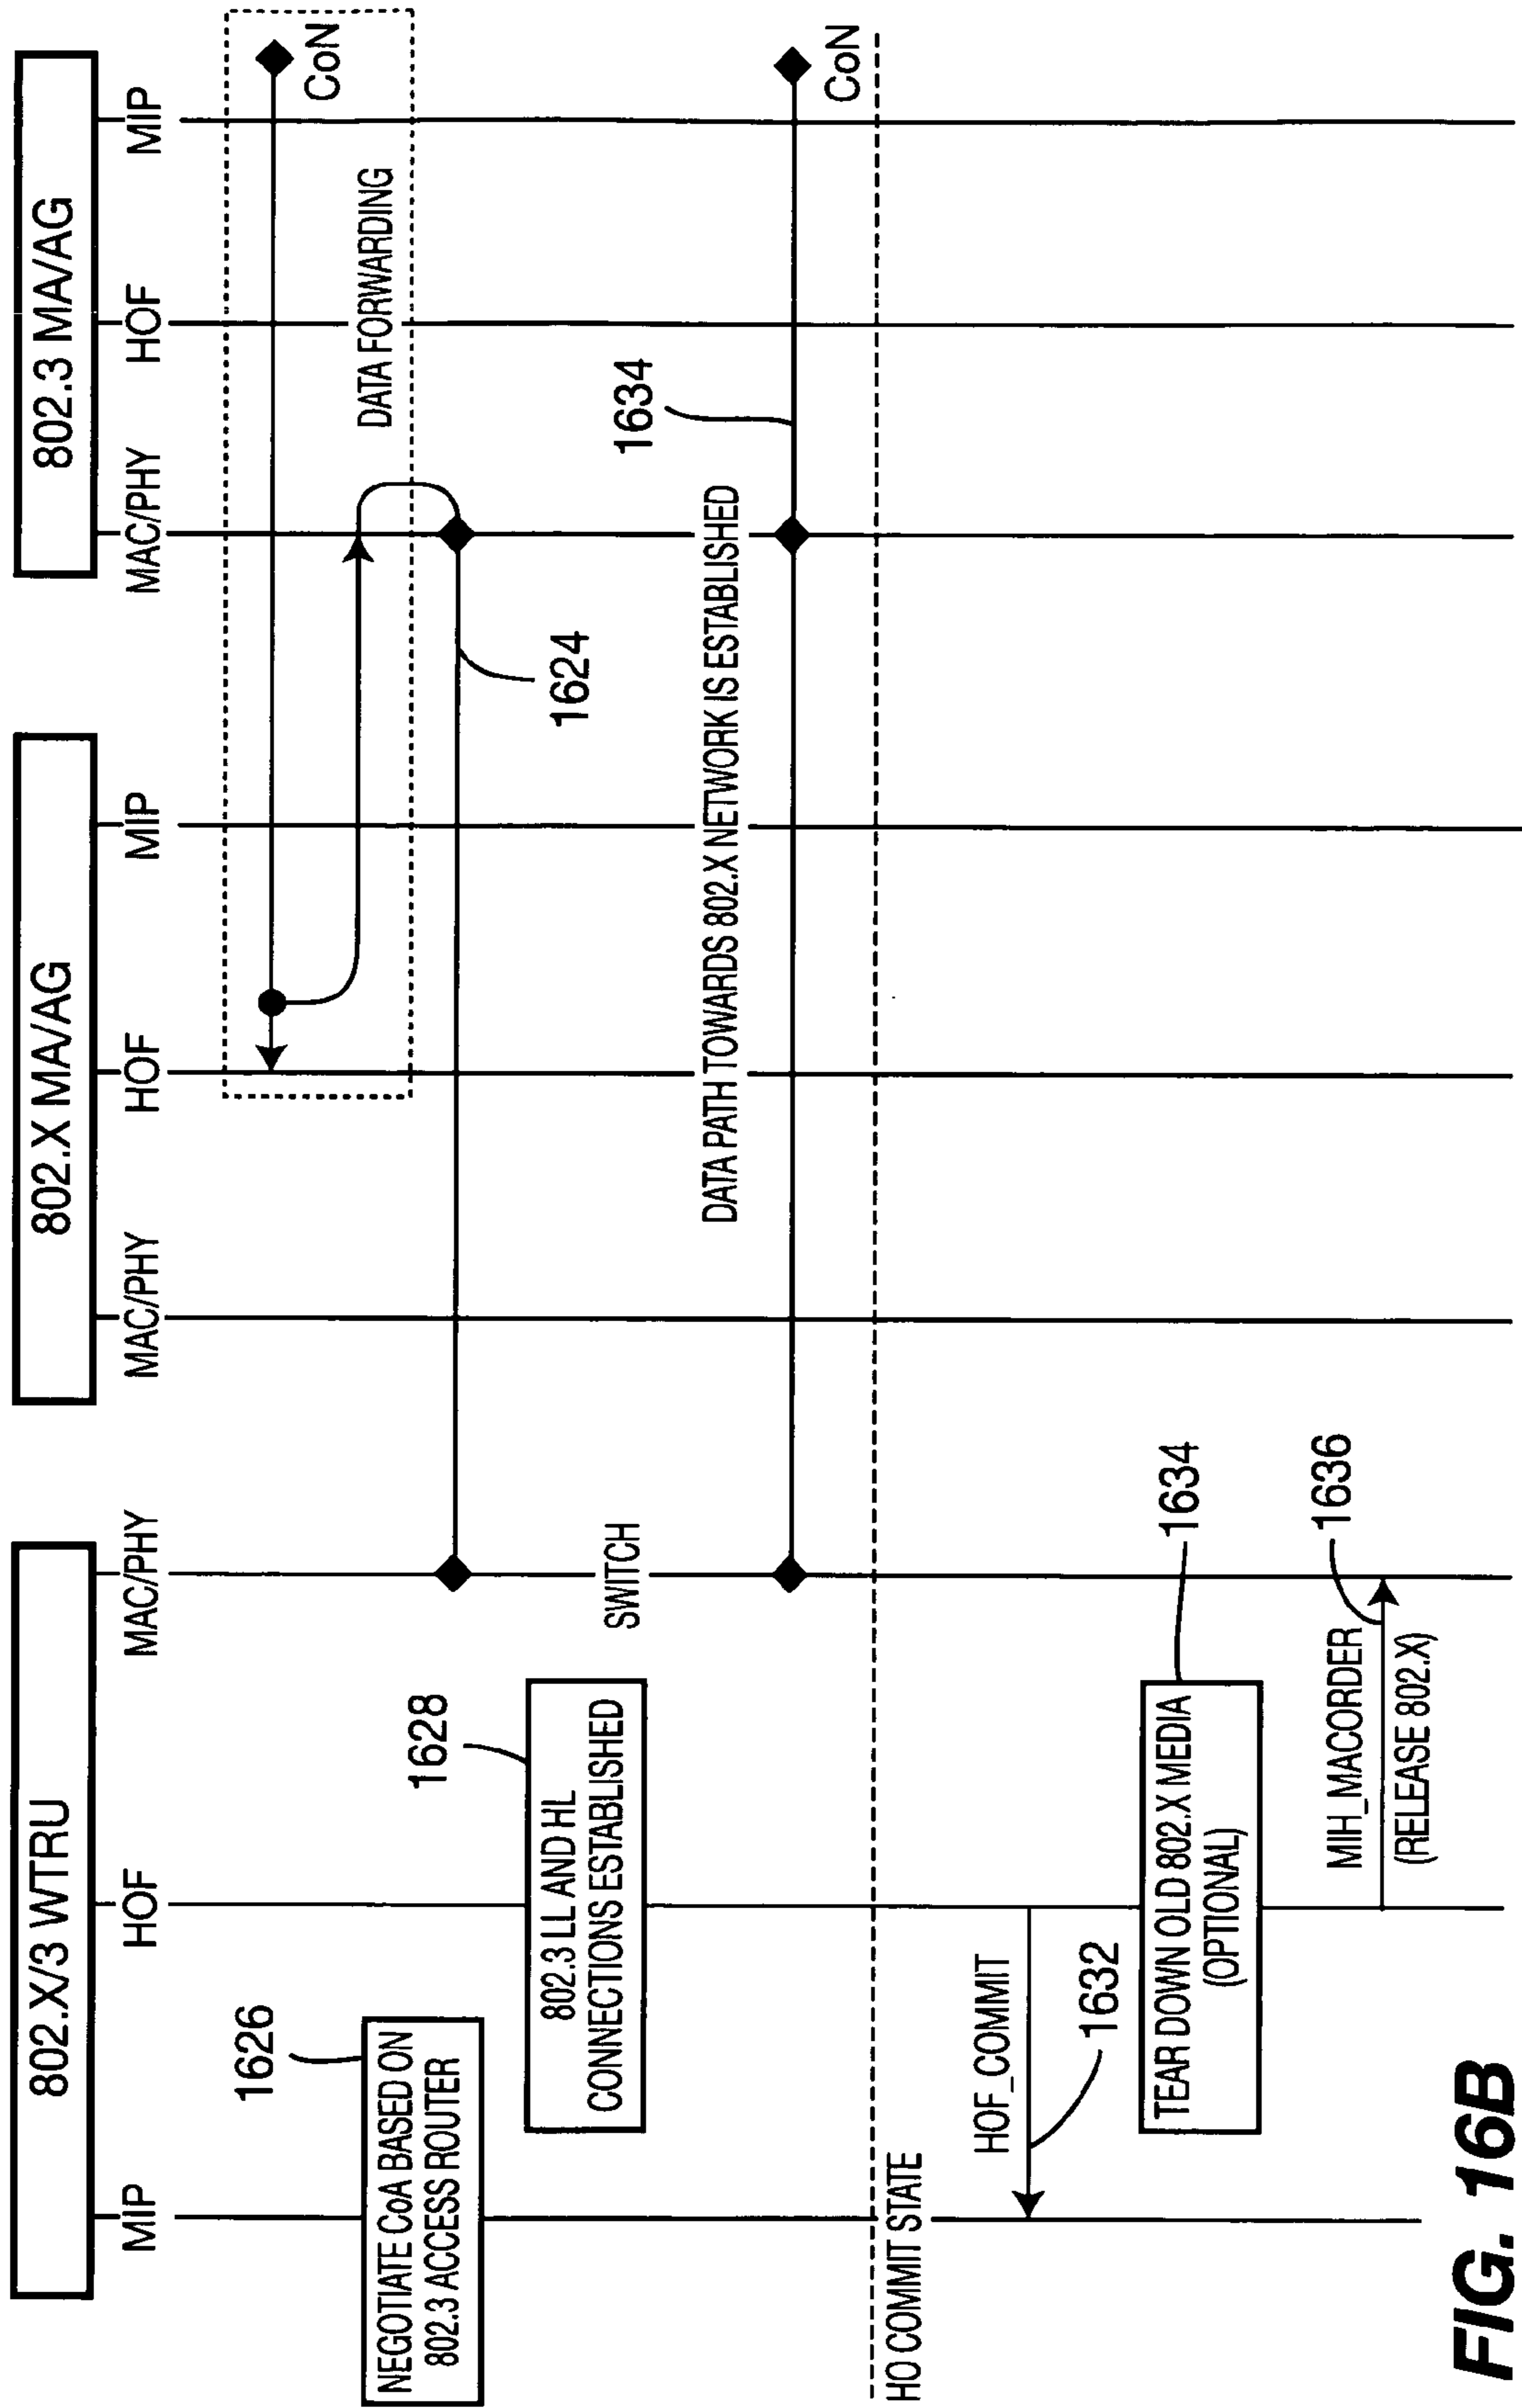 802.X/3 WTRU
802.X MA/AG
802.3 MA/AG
MIP
HOF
MAC/PHY
MAC/PHY
HOF
MIP
MAC/PHY
HOF
MIP
CoN
DATA FORWARDING
1626
NEGOTIATE CoA BASED ON
802.3 ACCESS ROUTER
1624
1628
802.3 LL AND HL
CONNECTIONS ESTABLISHED
SWITCH
1634
DATA PATH TOWARDS 802.X NETWORK IS ESTABLISHED
CoN
HO COMMIT STATE
HOF_COMMIT
1632
1634
TEAR DOWN OLD 802.X MEDIA
(OPTIONAL)
1636
MIH_MACORDER
(RELEASE 802.X)
FIG. 16B